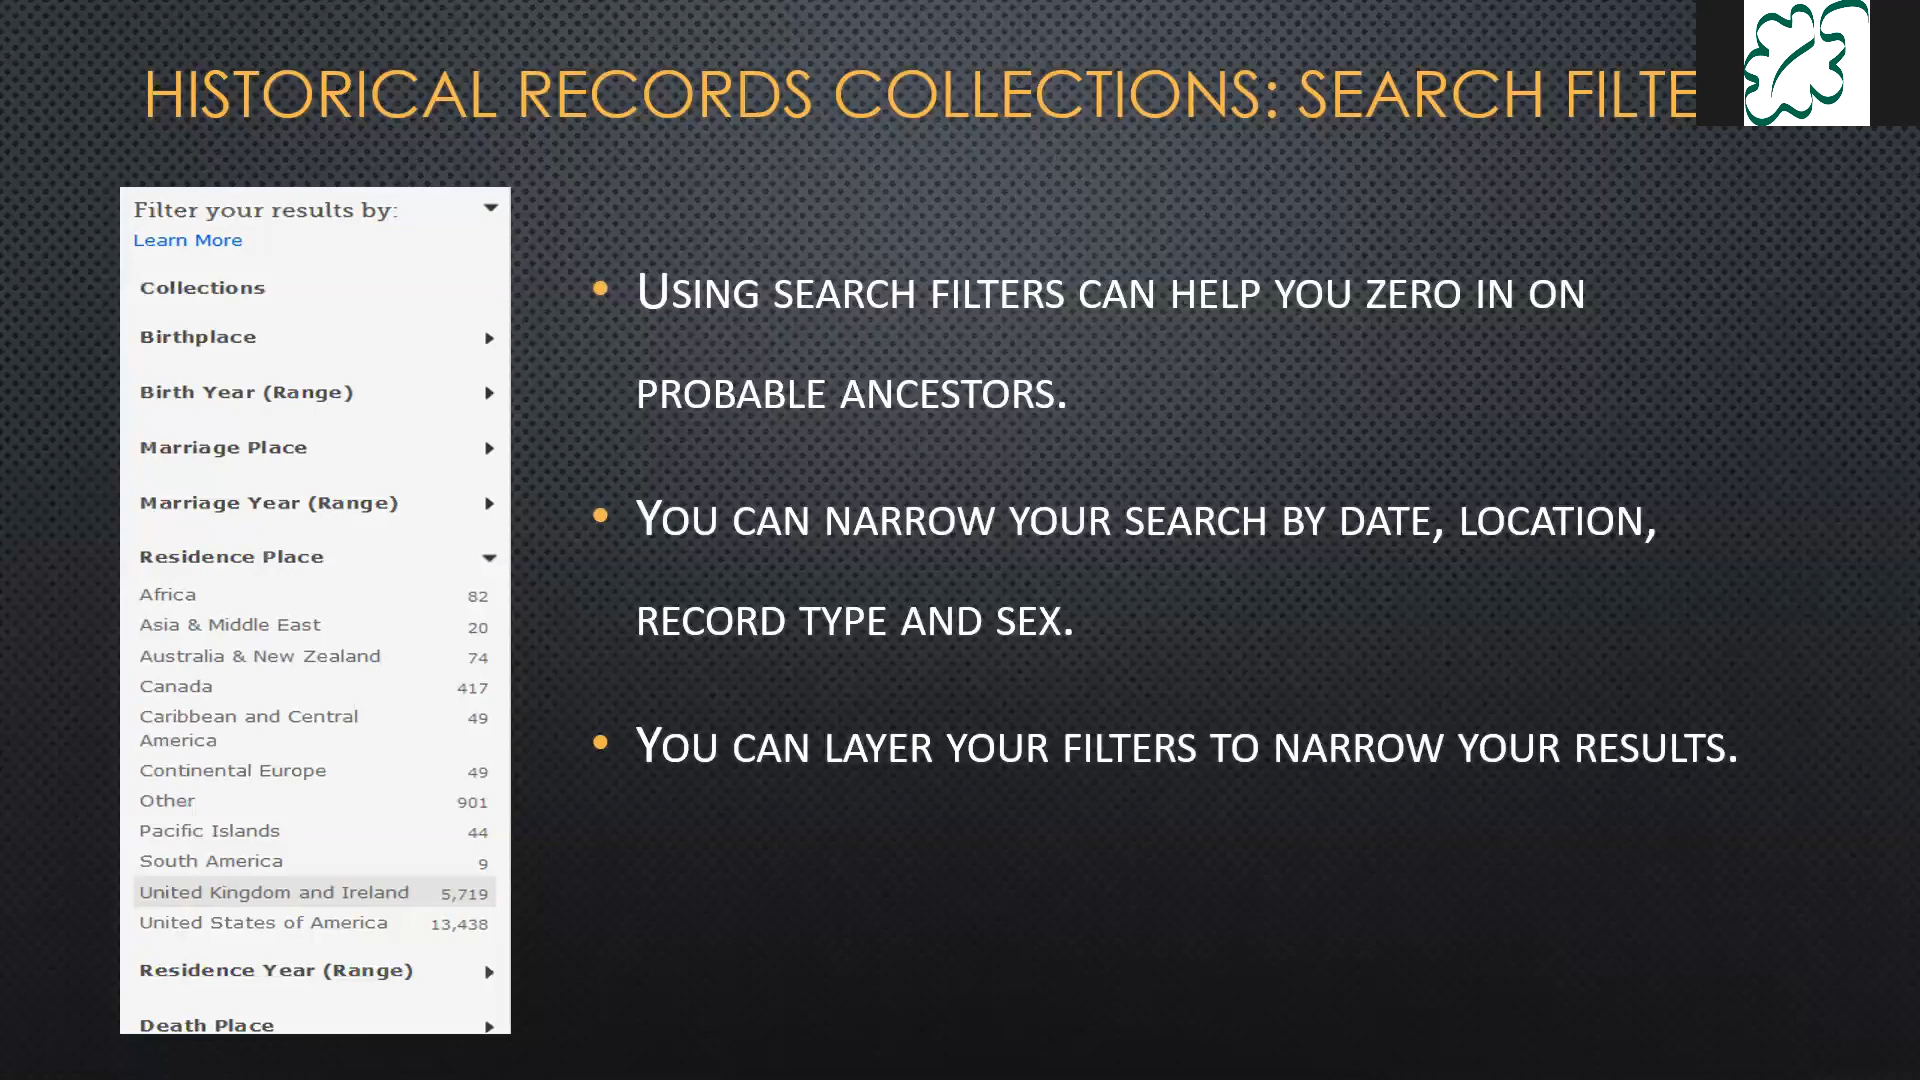 HISTORICAL RECORDS COLLECTIONS: SEARCH FILTE
Filter your results by:
Learn More
Collections
Birthplace
Birth Year (Range)
Marriage Place
Marriage Year (Range)
Residence Place
Africa 82
Asia & Middle East 20
Australia & New Zealand 74
Canada 417
Caribbean and Central 49
America
Continental Europe 49
Other 901
Pacific Islands 44
South America 9
United Kingdom and Ireland 5,719
United States of America 13,438
Residence Year (Range)
Death Place
• USING SEARCH FILTERS CAN HELP YOU ZERO IN ON
PROBABLE ANCESTORS.
• YOU CAN NARROW YOUR SEARCH BY DATE, LOCATION,
RECORD TYPE AND SEX.
• YOU CAN LAYER YOUR FILTERS TO NARROW YOUR RESULTS.